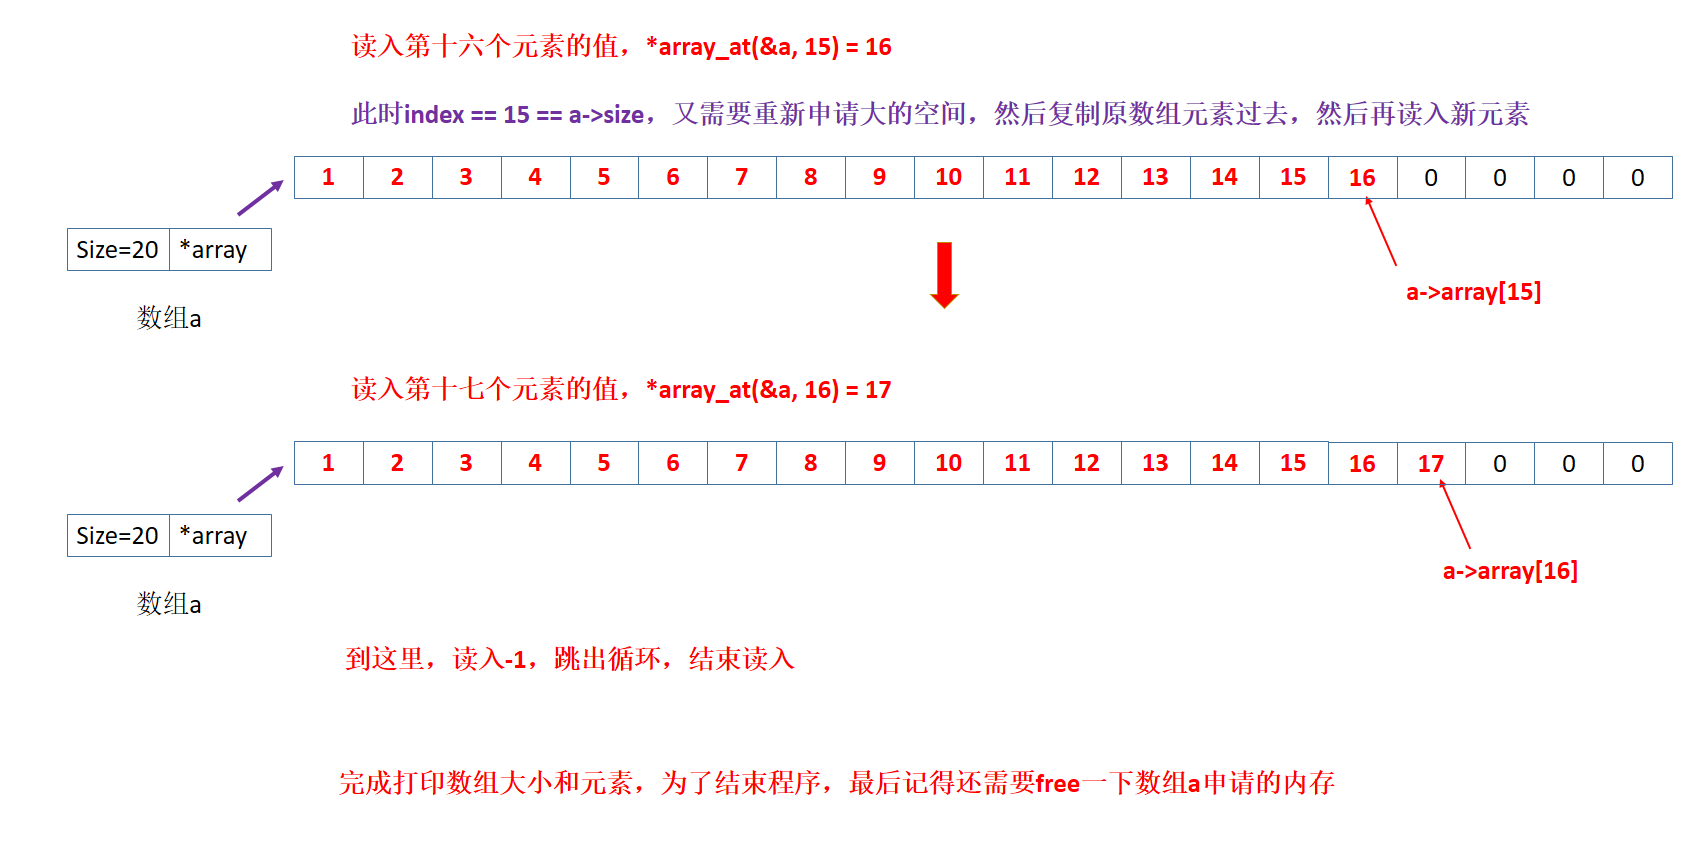 读入第十六个元素的值，*array_at(&a, 15) = 16
此时index == 15 == a->size，又需要重新申请大的空间，然后复制原数组元素过去，然后再读入新元素
1 2 3 4 5 6 7 8 9 10 11 12 13 14 15 16 0 0 0 0
Size=20 *array
a->array[15]
数组a
读入第十七个元素的值，*array_at(&a, 16) = 17
1 2 3 4 5 6 7 8 9 10 11 12 13 14 15 16 17 0 0 0
Size=20 *array
a->array[16]
数组a
到这里，读入-1，跳出循环，结束读入
完成打印数组大小和元素，为了结束程序，最后记得还需要free一下数组a申请的内存